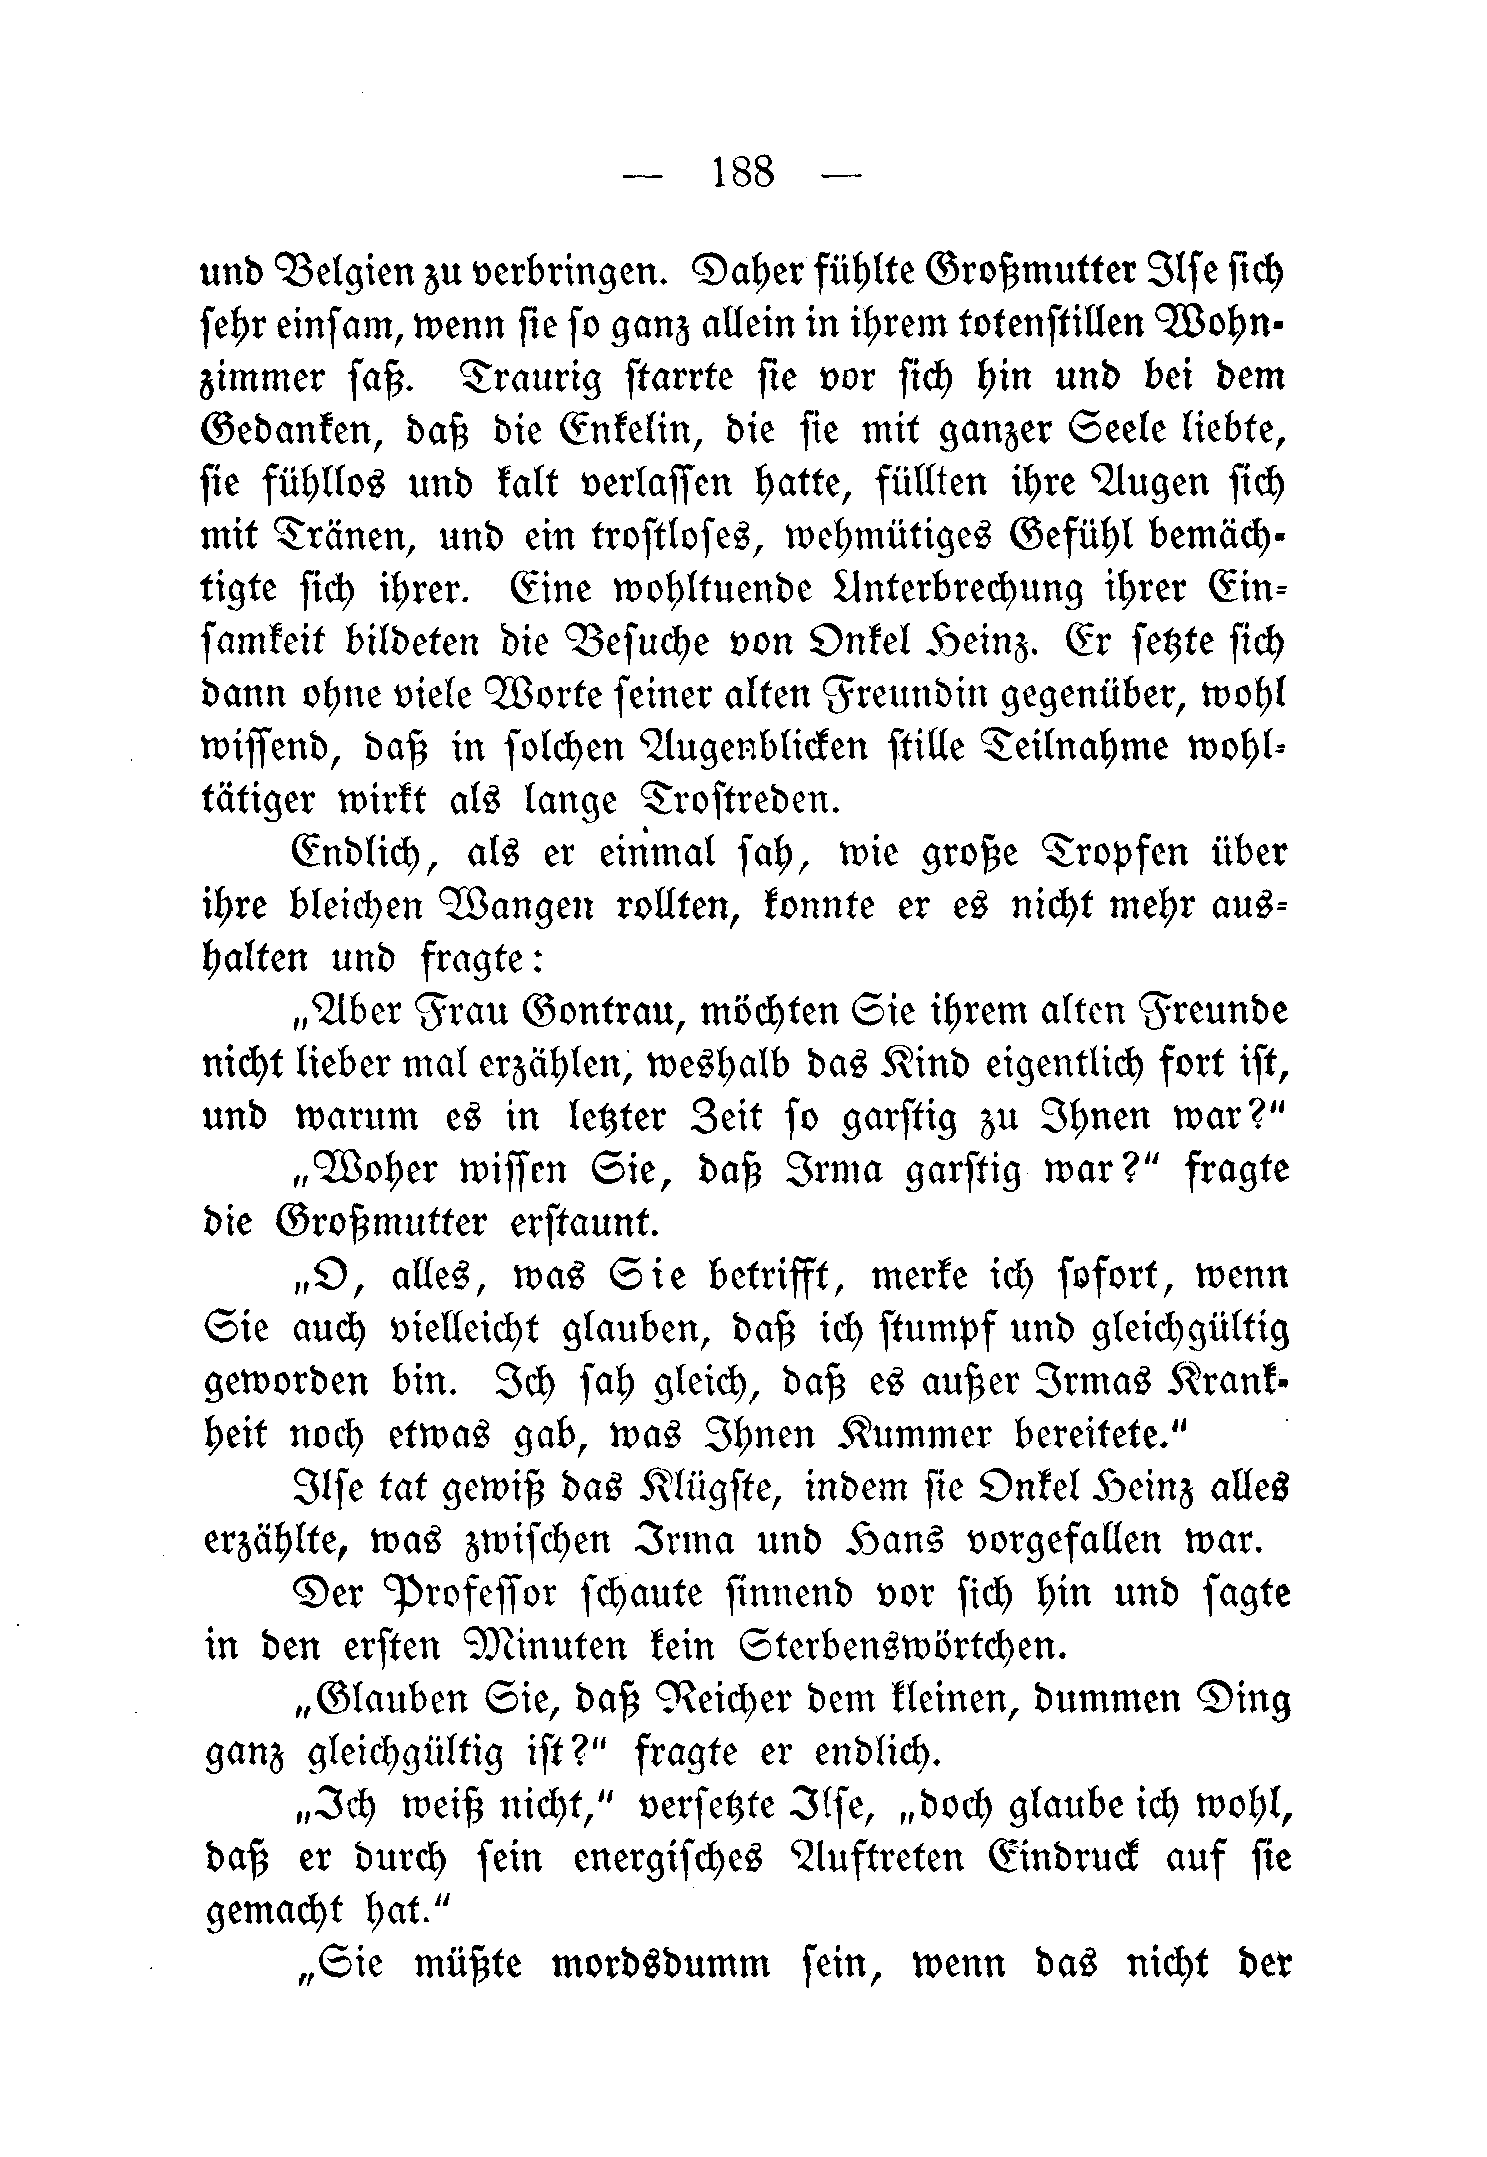 — 188 —
und Belgien zu verbringen. Daher fühlte Großmutter Ilse sich
sehr einsam, wenn sie so ganz allein in ihrem totenstillen Wohn-
zimmer saß. Traurig starrte sie vor sich hin und bei dem
Gedanken, daß die Enkelin, die sie mit ganzer Seele liebte,
sie fühllos und kalt verlassen hatte, füllten ihre Augen sich
mit Tränen, und ein trostloses, wehmütiges Gefühl bemäch-
tigte sich ihrer. Eine wohltuende Unterbrechung ihrer Ein-
samkeit bildeten die Besuche von Onkel Heinz. Er setzte sich
dann ohne viele Worte seiner alten Freundin gegenüber, wohl
wissend, daß in solchen Augenblicken stille Teilnahme wohl-
tätiger wirkt als lange Trostreden.
Endlich, als er einmal sah, wie große Tropfen über
ihre bleichen Wangen rollten, konnte er es nicht mehr aus-
halten und fragte:
„Aber Frau Gontrau, möchten Sie ihrem alten Freunde
nicht lieber mal erzählen, weshalb das Kind eigentlich fort ist,
und warum es in letzter Zeit so garstig zu Ihnen war?“
„Woher wissen Sie, daß Irma garstig war?“ fragte
die Großmutter erstaunt.
„O, alles, was Sie betrifft, merke ich sofort, wenn
Sie auch vielleicht glauben, daß ich stumpf und gleichgültig
geworden bin. Ich sah gleich, daß es außer Irmas Krank-
heit noch etwas gab, was Ihnen Kummer bereitete.“
Ilse tat gewiß das Klügste, indem sie Onkel Heinz alles
erzählte, was zwischen Irma und Hans vorgefallen war.
Der Professor schaute sinnend vor sich hin und sagte
in den ersten Minuten kein Sterbenswörtchen.
„Glauben Sie, daß Reicher dem kleinen, dummen Ding
ganz gleichgültig ist?“ fragte er endlich.
„Ich weiß nicht,“ versetzte Ilse, „doch glaube ich wohl,
daß er durch sein energisches Auftreten Eindruck auf sie
gemacht hat.“
„Sie müßte mordsdumm sein, wenn das nicht der